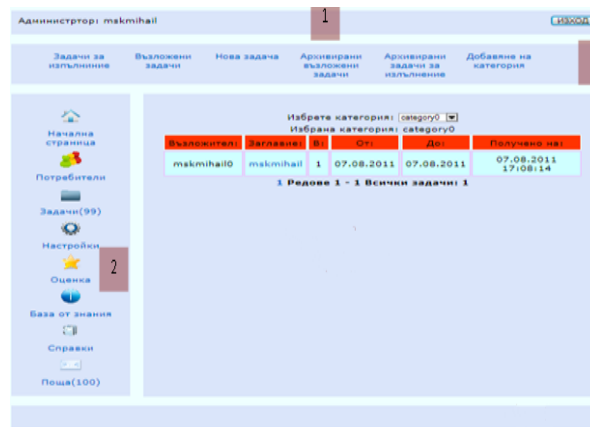 Администртор: mskmihail
1
ИЗХОД
Задачи за
изпълниние
Възложени
задачи
Нова задача
Архивирани
възложени
задачи
Архивирани
задачи за
изпълнение
Добавяне на
категория
Начална
страница
Потребители
Задачи(99)
Настройки
2
Оценка
База от знания
Справки
Поща(100)
Изберете категория: category0
Избрана категория: category0
Възложител: Заглавие: В: От: До: Получено на:
mskmihail0 mskmihail 1 07.08.2011 07.08.2011 07.08.2011
17:08:14
1 Редове 1 - 1 Всички задачи: 1